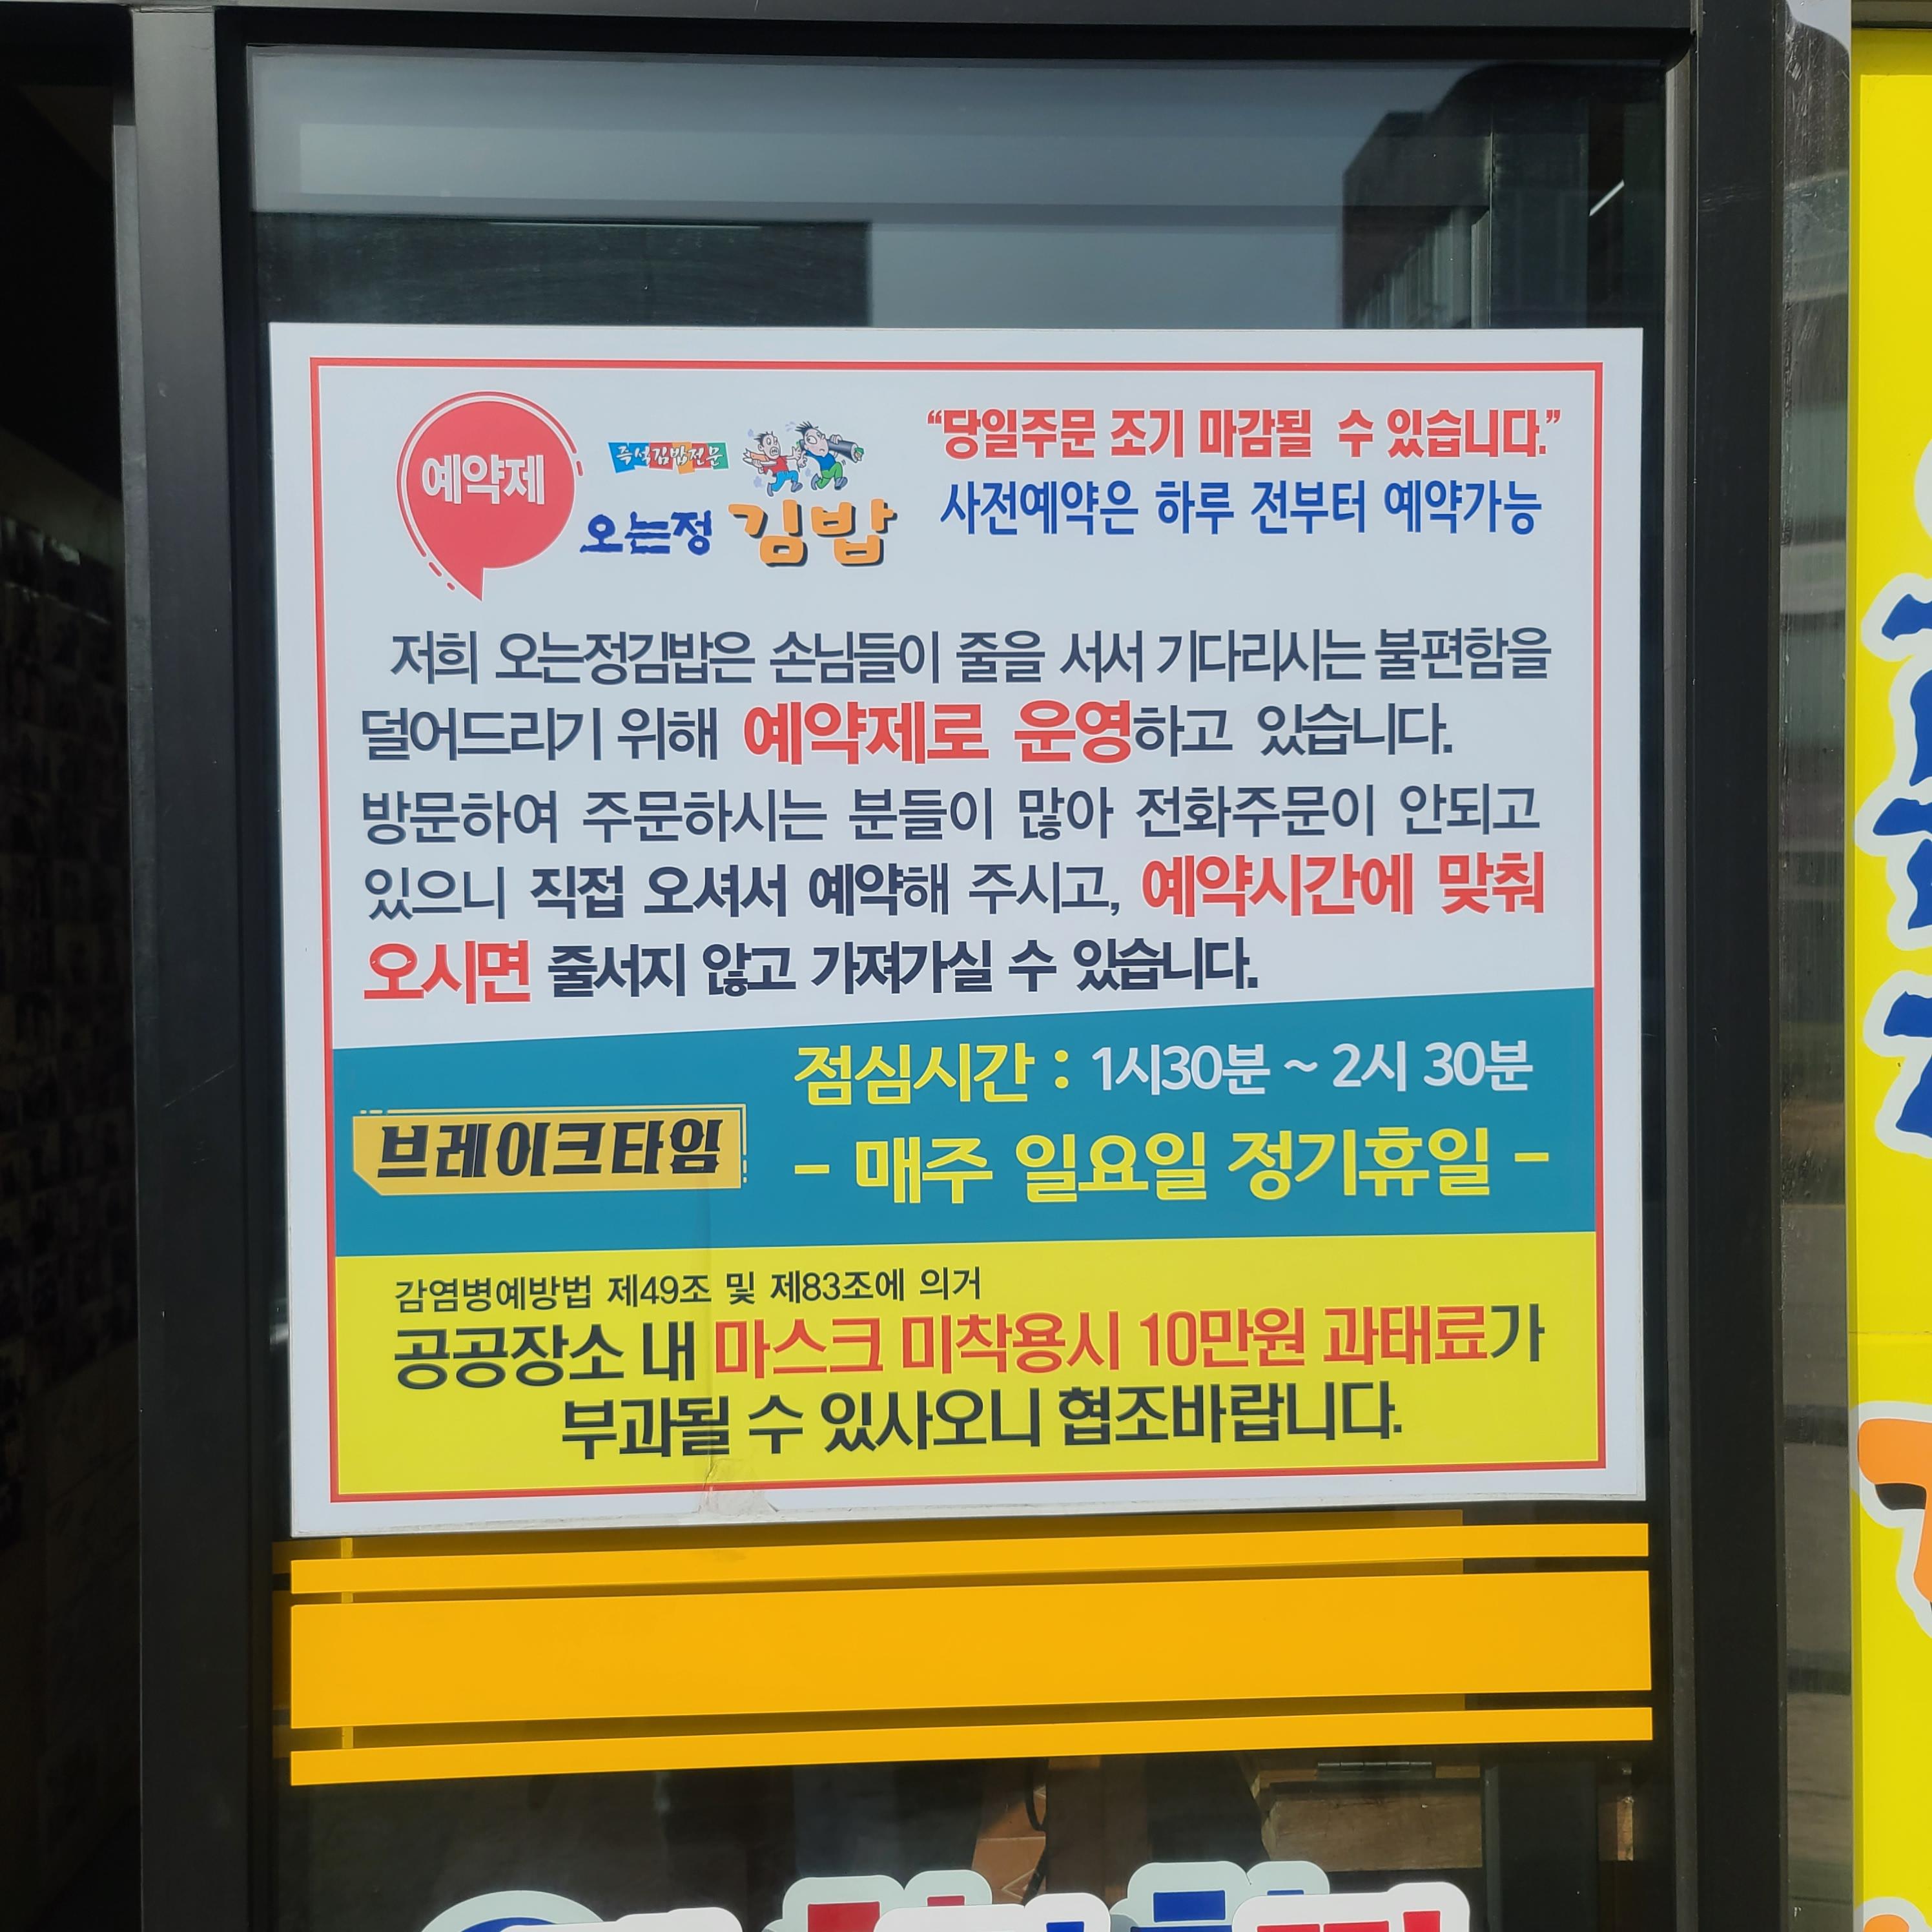 예약제
즉석김밥전문
오는정 김밥
“당일주문 조기 마감될 수 있습니다.”
사전예약은 하루 전부터 예약가능
저희 오는정김밥은 손님들이 줄을 서서 기다리시는 불편함을
덜어드리기 위해 예약제로 운영하고 있습니다.
방문하여 주문하시는 분들이 많아 전화주문이 안되고
있으니 직접 오셔서 예약해 주시고, 예약시간에 맞춰
오시면 줄서지 않고 가져가실 수 있습니다.
브레이크타임
점심시간 : 1시30분 ~ 2시 30분
- 매주 일요일 정기휴일 -
감염병예방법 제49조 및 제83조에 의거
공공장소 내 마스크 미착용시 10만원 과태료가
부과될 수 있사오니 협조바랍니다.